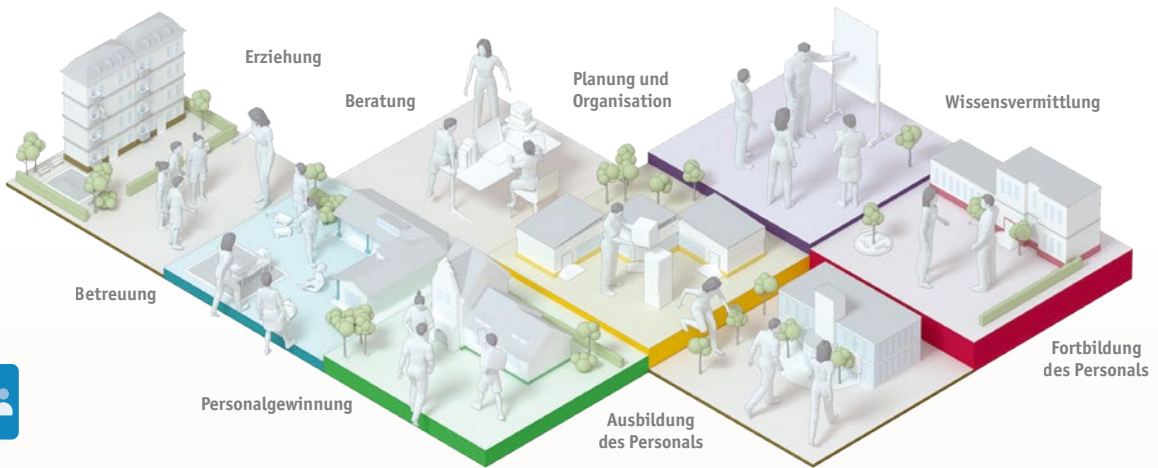 Erziehung
Beratung
Planung und
Organisation
Wissensvermittlung
Betreuung
Personalgewinnung
Ausbildung
des Personals
Fortbildung
des Personals